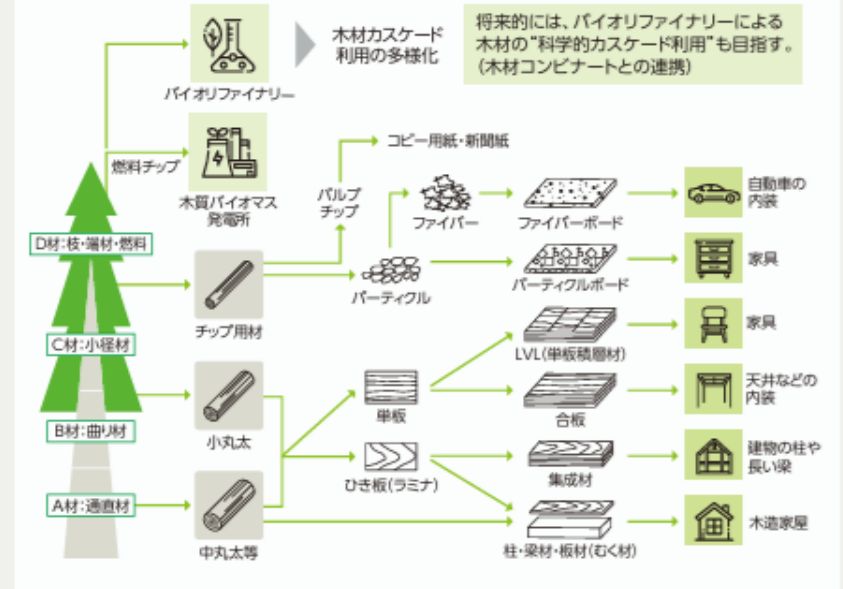 バイオリファイナリー
木材カスケード
利用の多様化
将来的には、バイオリファイナリーによる
木材の“科学的カスケード利用”も目指す。
(木材コンビナートとの連携)
燃料チップ
木質バイオマス
発電所
コピー用紙・新聞紙
パルプ
チップ
ファイバー
ファイバーボード
自動車の
内装
D材:枝・端材・燃料
チップ用材
パーティクル
パーティクルボード
家具
C材:小径材
LVL(単板積層材)
家具
B材:曲り材
小丸太
単板
合板
天井などの
内装
ひき板(ラミナ)
集成材
建物の柱や
長い梁
A材:通直材
中丸太等
柱・梁材・板材(むく材)
木造家屋